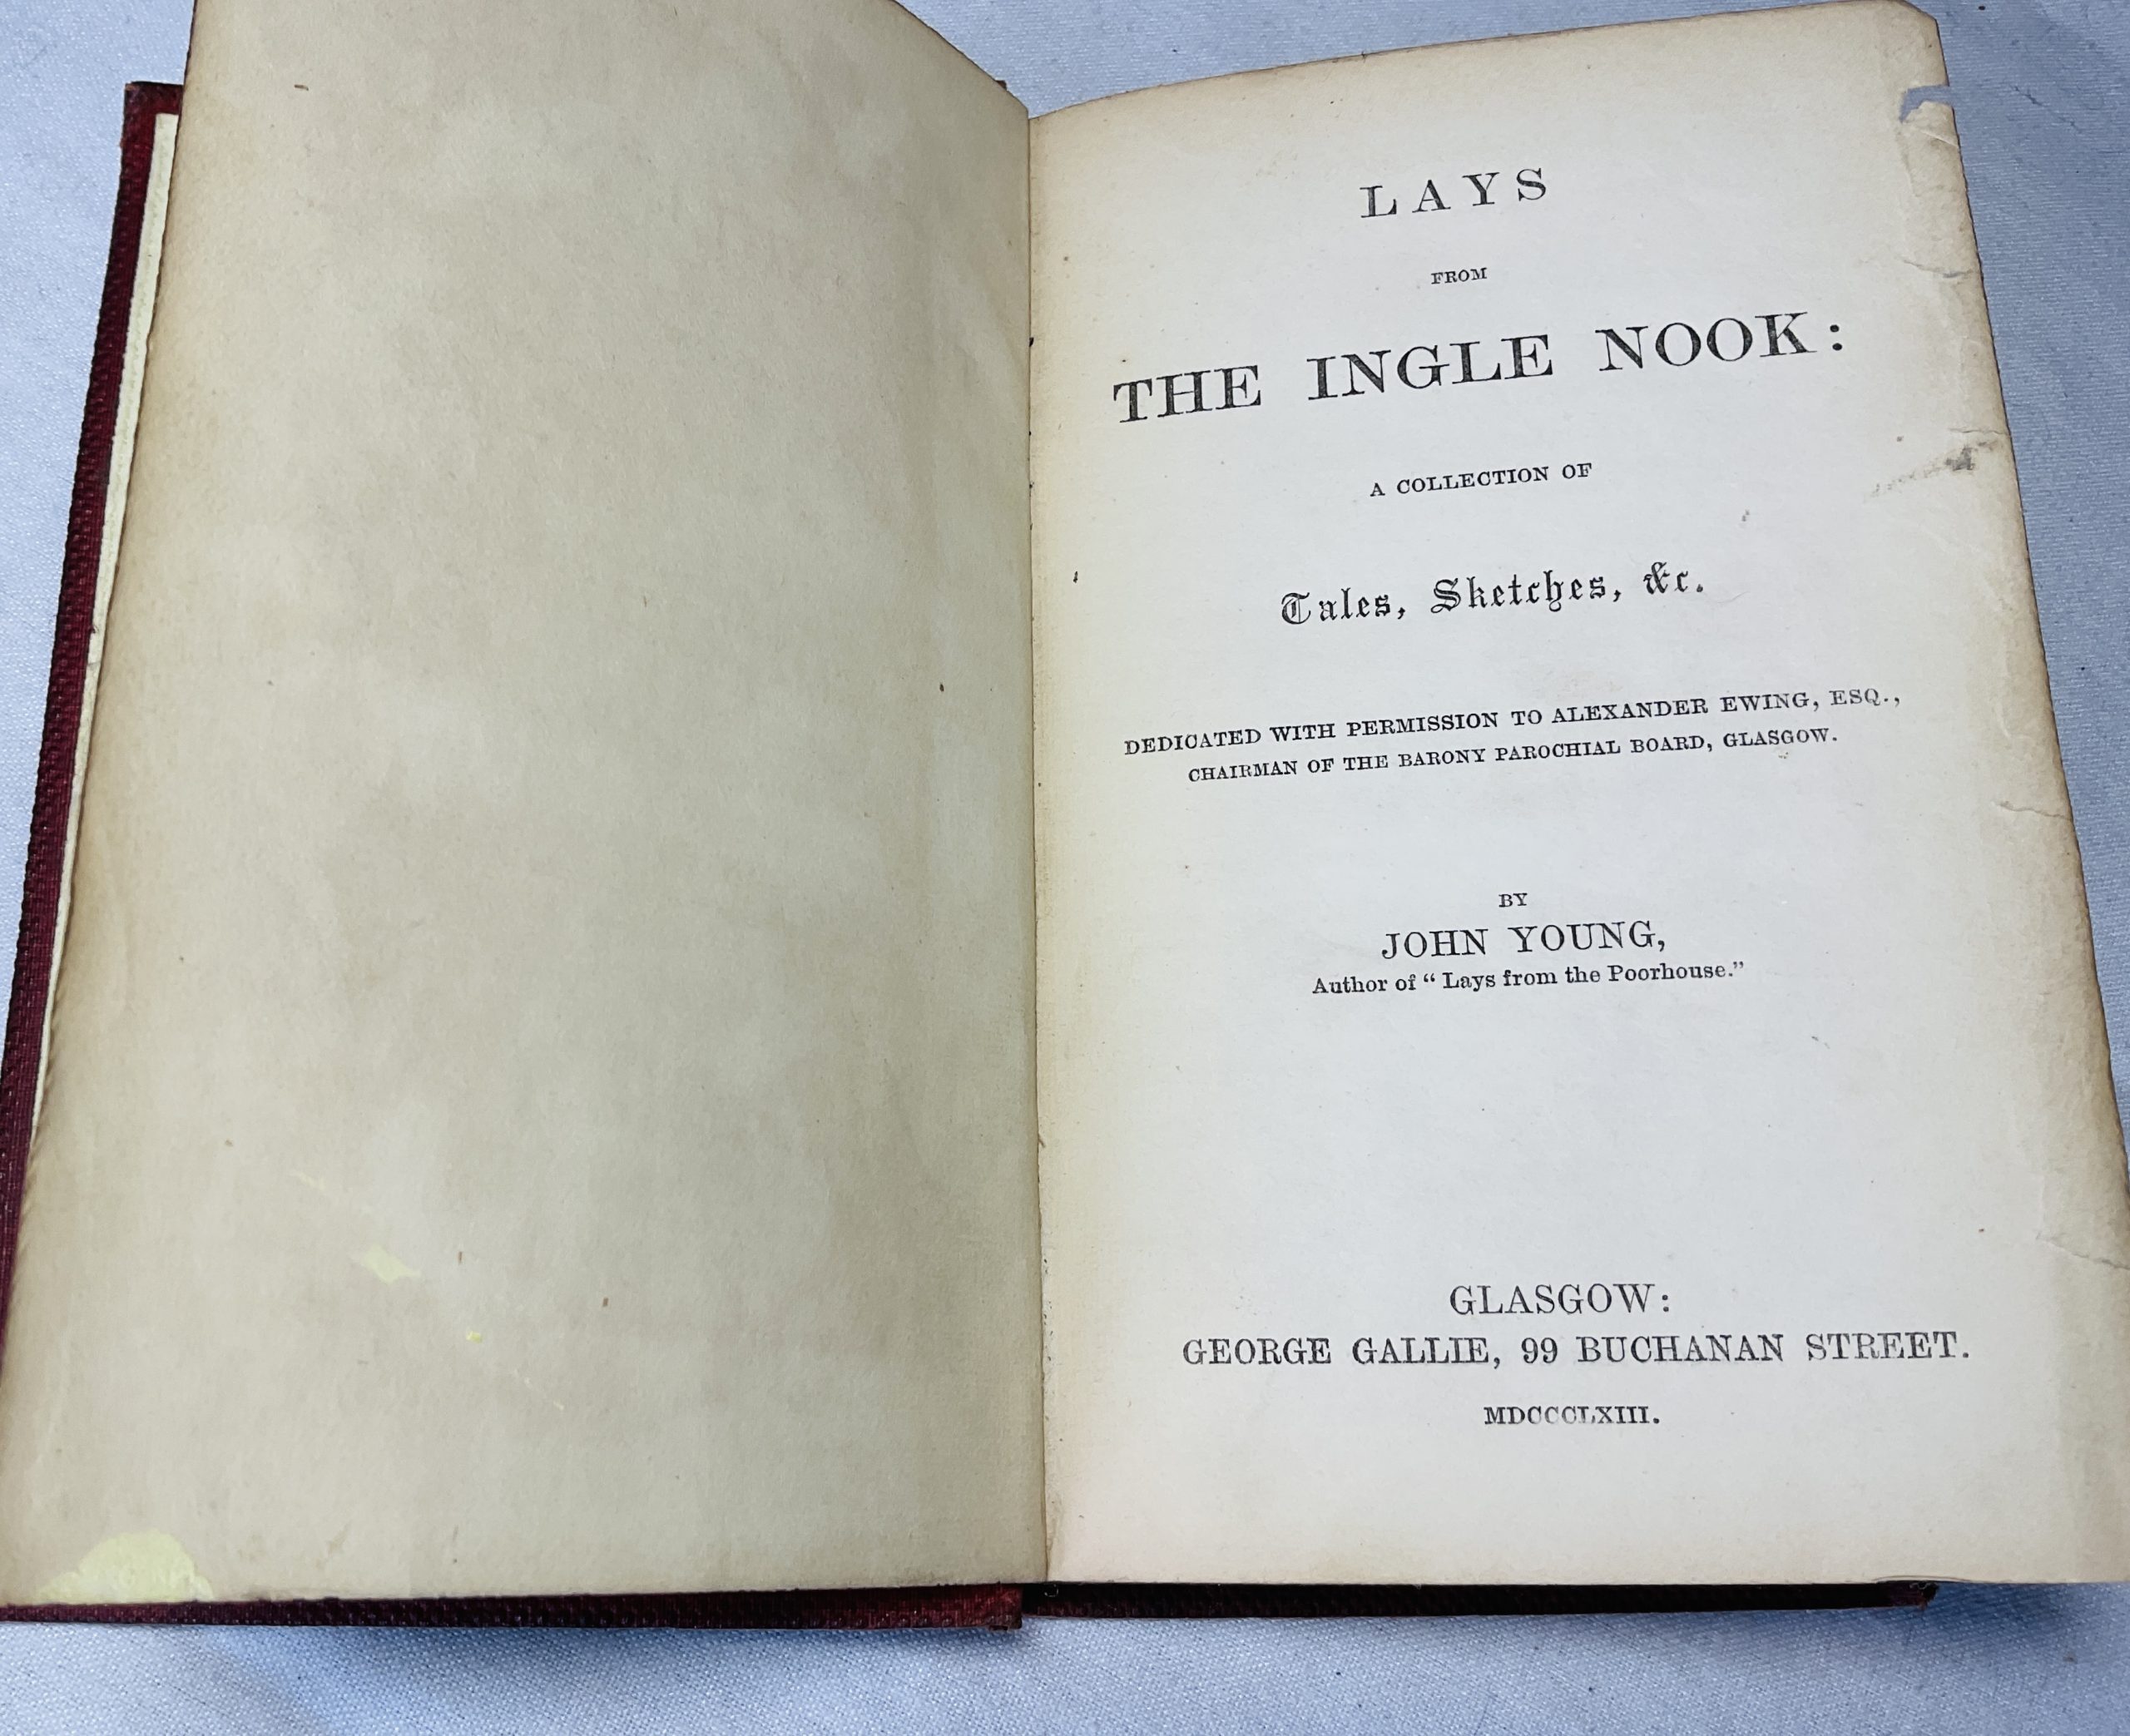 LAYS
FROM
THE INGLE NOOK:
A COLLECTION OF
Tales, Sketches, &c.
DEDICATED WITH PERMISSION TO ALEXANDER EWING, ESQ.,
CHAIRMAN OF THE BARONY PAROCHIAL BOARD, GLASGOW.
BY
JOHN YOUNG,
Author of “Lays from the Poorhouse.”
GLASGOW:
GEORGE GALLIE, 99 BUCHANAN STREET.
MDCCCLXIII.